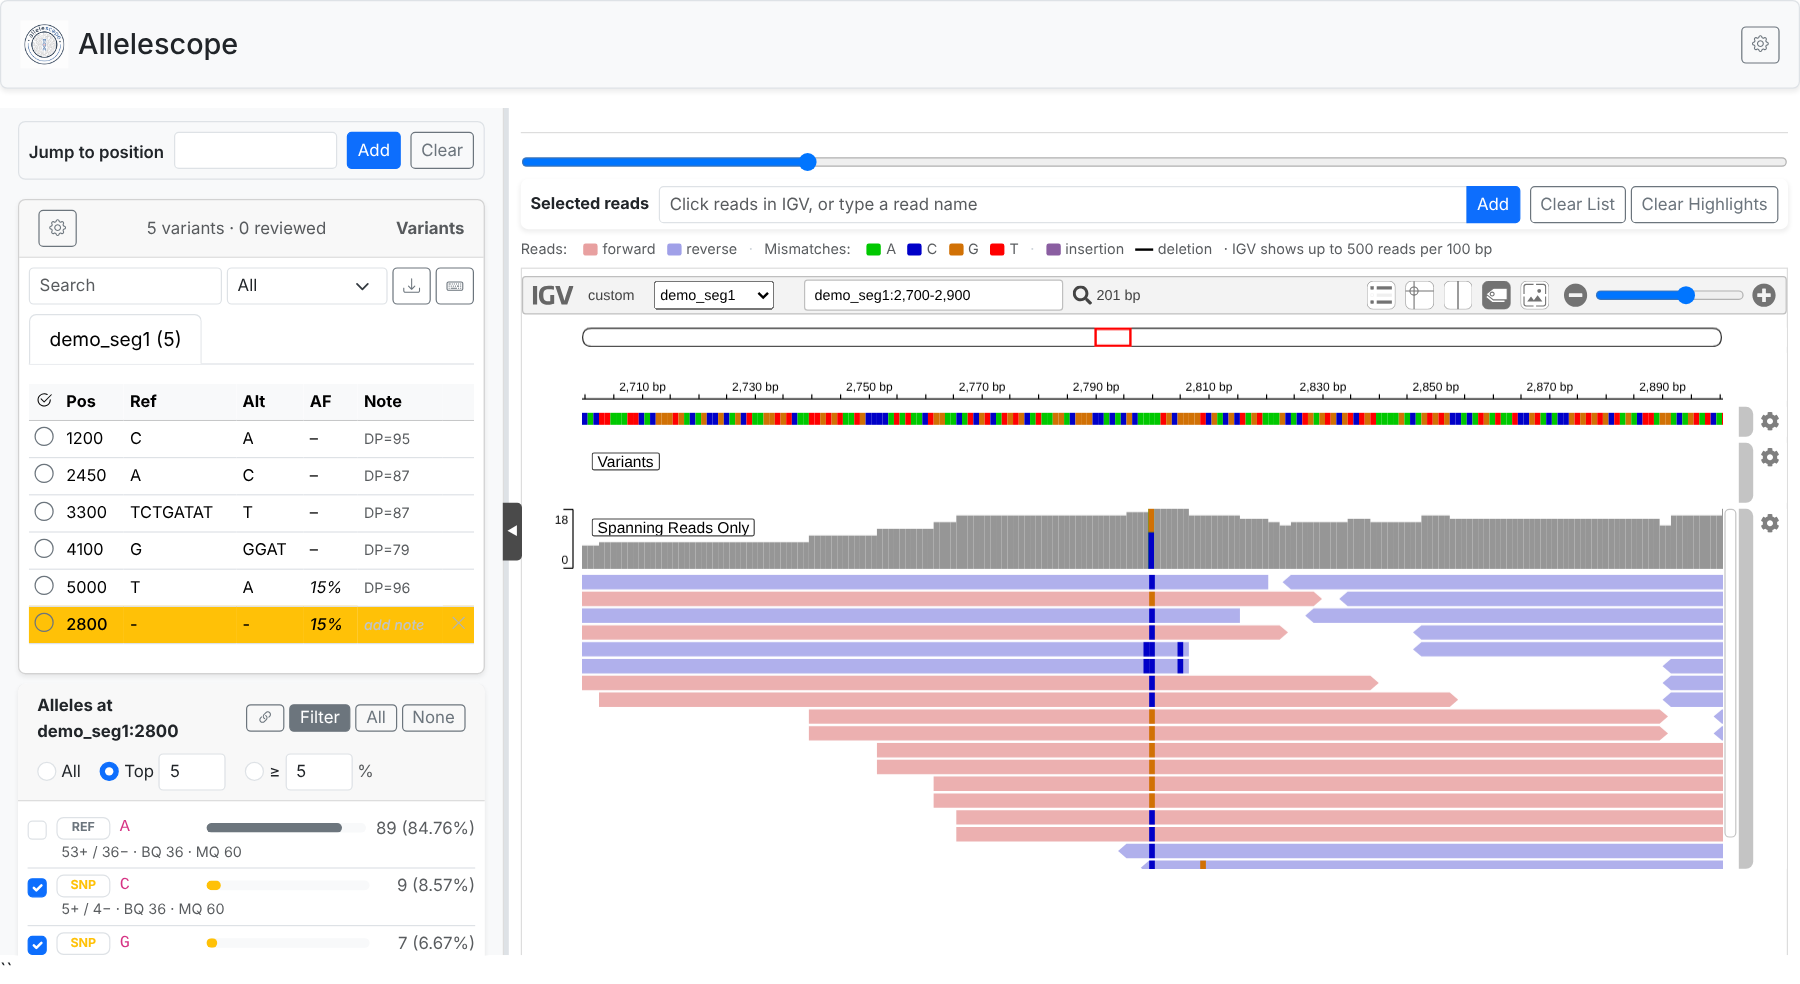 Allelescope
Jump to position
Add
Clear
5 variants · 0 reviewed
Variants
Search
All
demo_seg1 (5)
Pos Ref Alt AF Note
1200 C A – DP=95
2450 A C – DP=87
3300 TCTGATAT T – DP=87
4100 G GGAT – DP=79
5000 T A 15% DP=96
2800 - - 15% add note
Alleles at
demo_seg1:2800
Filter
All
None
All
Top 5
≥ 5 %
REF A 89 (84.76%)
53+ / 36− · BQ 36 · MQ 60
SNP C 9 (8.57%)
5+ / 4− · BQ 36 · MQ 60
SNP G 7 (6.67%)
``
Selected reads
Click reads in IGV, or type a read name
Add
Clear List
Clear Highlights
Reads: forward reverse · Mismatches: A C G T · insertion deletion · IGV shows up to 500 reads per 100 bp
IGV custom demo_seg1 demo_seg1:2,700-2,900 201 bp
2,710 bp 2,730 bp 2,750 bp 2,770 bp 2,790 bp 2,810 bp 2,830 bp 2,850 bp 2,870 bp 2,890 bp
Variants
18
Spanning Reads Only
0